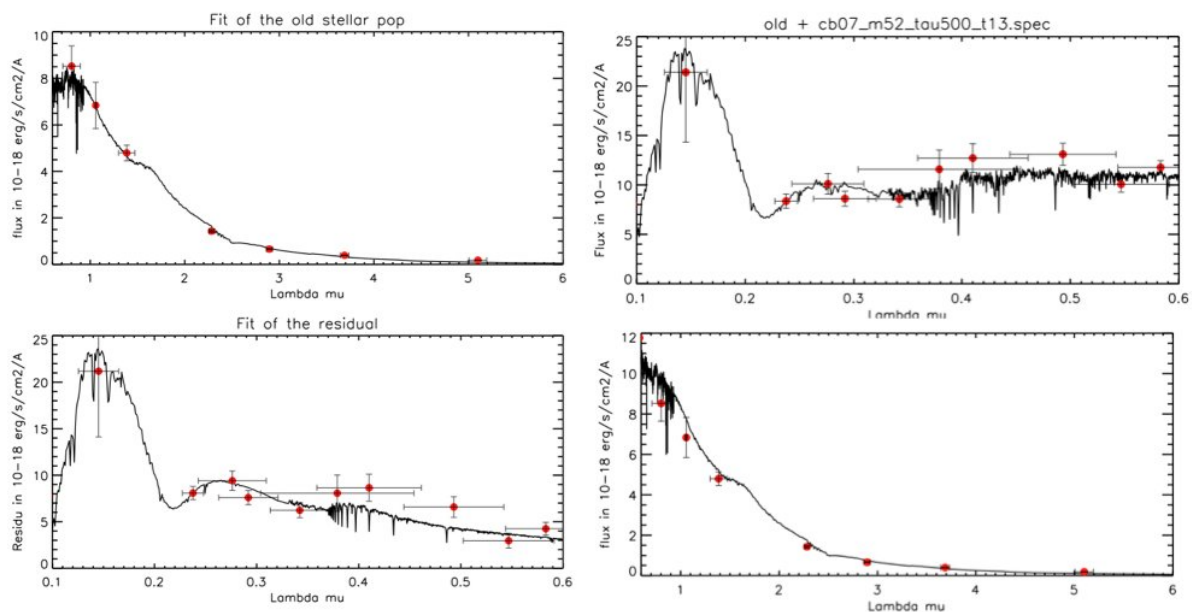 Fit of the old stellar pop
flux in 10-18 erg/s/cm2/A
10
8
6
4
2
0
1 2 3 4 5 6
Lambda mu
old + cb07_m52_tau500_t13.spec
Flux in 10-18 erg/s/cm2/A
25
20
15
10
5
0
0.1 0.2 0.3 0.4 0.5 0.6
Lambda mu
Fit of the residual
Residu in 10-18 erg/s/cm2/A
25
20
15
10
5
0
0.1 0.2 0.3 0.4 0.5 0.6
Lambda mu
flux in 10-18 erg/s/cm2/A
12
10
8
6
4
2
0
1 2 3 4 5 6
Lambda mu